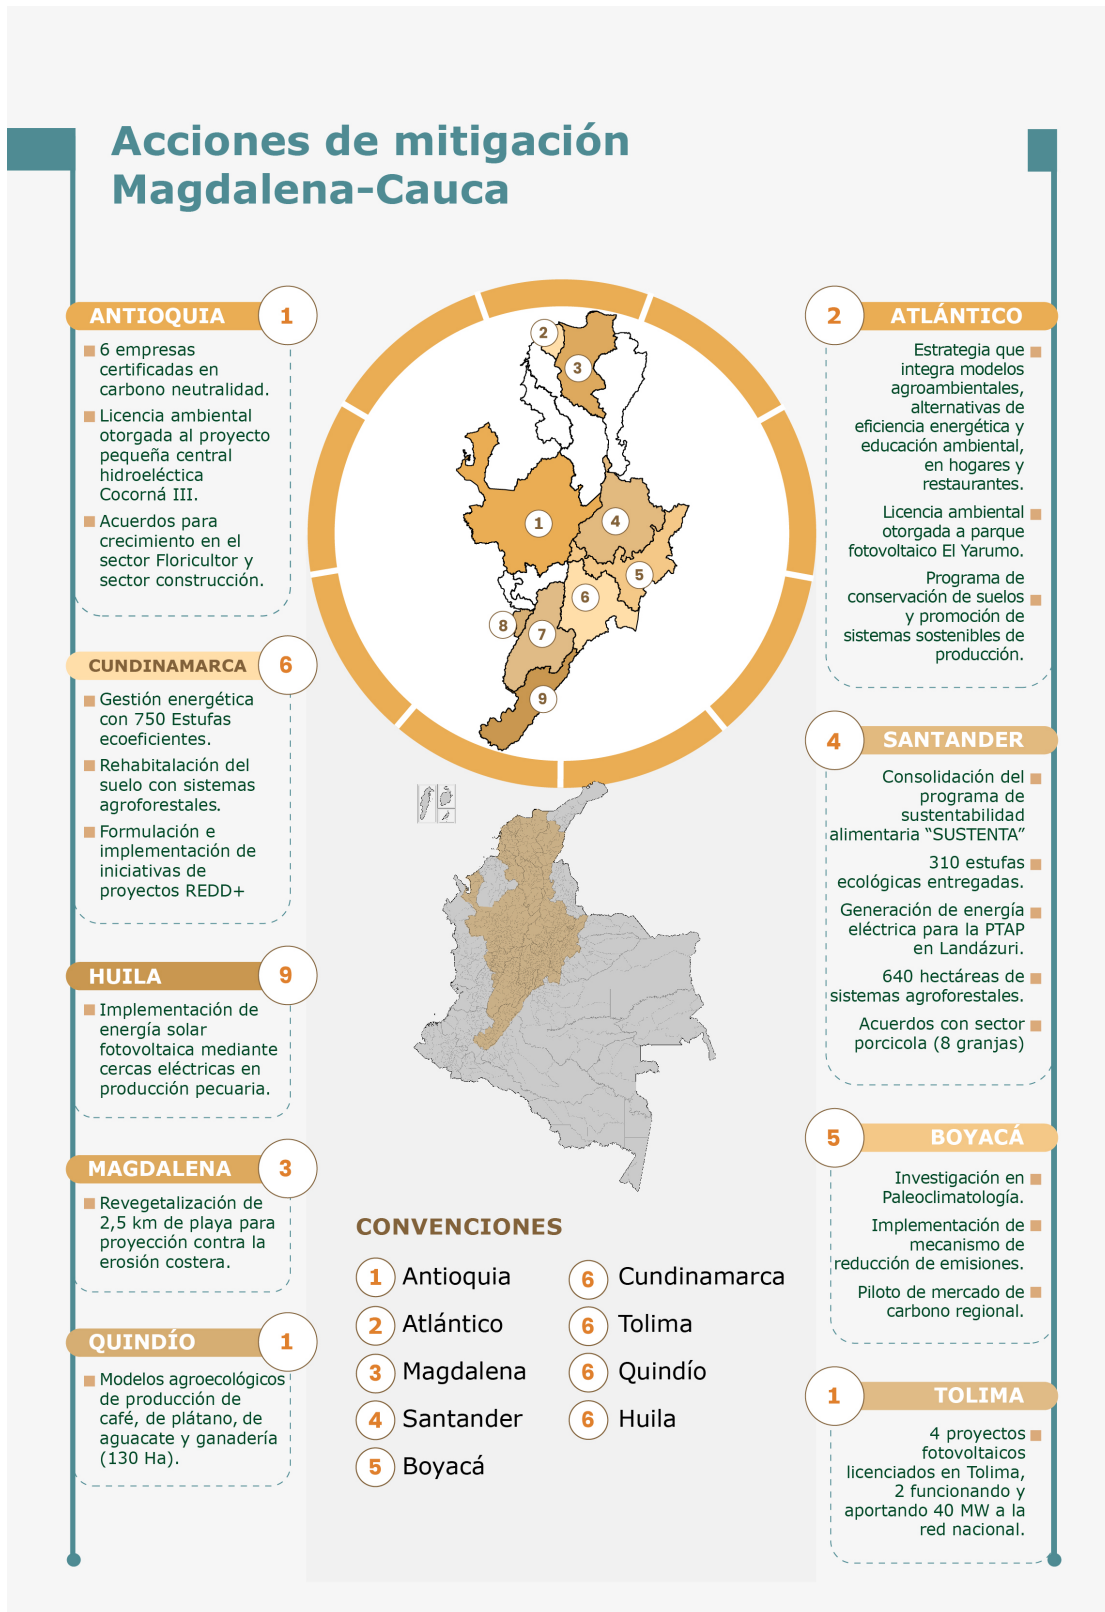 Acciones de mitigación
Magdalena-Cauca
ANTIOQUIA 1
6 empresas
certificadas en
carbono neutralidad.
Licencia ambiental
otorgada al proyecto
pequeña central
hidroeléctica
Cocorná III.
Acuerdos para
crecimiento en el
sector Floricultor y
sector construcción.
CUNDINAMARCA 6
Gestión energética
con 750 Estufas
ecoeficientes.
Rehabitalación del
suelo con sistemas
agroforestales.
Formulación e
implementación de
iniciativas de
proyectos REDD+
HUILA 9
Implementación de
energía solar
fotovoltaica mediante
cercas eléctricas en
producción pecuaria.
MAGDALENA 3
Revegetalización de
2,5 km de playa para
proyección contra la
erosión costera.
QUINDÍO 1
Modelos agroecológicos
de producción de
café, de plátano, de
aguacate y ganadería
(130 Ha).
2
3
1
4
5
6
8
7
9
CONVENCIONES
1 Antioquia
2 Atlántico
3 Magdalena
4 Santander
5 Boyacá
6 Cundinamarca
6 Tolima
6 Quindío
6 Huila
2 ATLÁNTICO
Estrategia que
integra modelos
agroambientales,
alternativas de
eficiencia energética y
educación ambiental,
en hogares y
restaurantes.
Licencia ambiental
otorgada a parque
fotovoltaico El Yarumo.
Programa de
conservación de suelos
y promoción de
sistemas sostenibles de
producción.
4 SANTANDER
Consolidación del
programa de
sustentabilidad
alimentaria “SUSTENTA”
310 estufas
ecológicas entregadas.
Generación de energía
eléctrica para la PTAP
en Landázuri.
640 hectáreas de
sistemas agroforestales.
Acuerdos con sector
porcicola (8 granjas)
5 BOYACÁ
Investigación en
Paleoclimatología.
Implementación de
mecanismo de
reducción de emisiones.
Piloto de mercado de
carbono regional.
1 TOLIMA
4 proyectos
fotovoltaicos
licenciados en Tolima,
2 funcionando y
aportando 40 MW a la
red nacional.